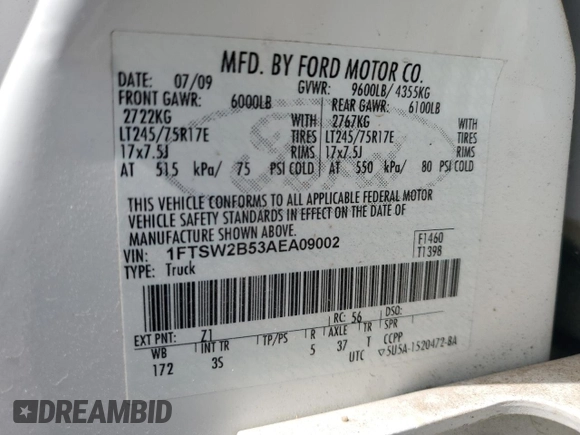 MFD. BY FORD MOTOR CO.
DATE: 07/09 GVWR: 9600LB/ 4355KG
FRONT GAWR: 6000LB REAR GAWR: 6100LB
2722KG WITH 2767KG WITH
LT245/75R17E TIRES LT245/75R17E TIRES
17x7.5J RIMS 17x7.5J RIMS
AT 515 kPa/ 75 PSI COLD AT 550 kPa/ 80 PSI COLD
THIS VEHICLE CONFORMS TO ALL APPLICABLE FEDERAL MOTOR
VEHICLE SAFETY STANDARDS IN EFFECT ON THE DATE OF
MANUFACTURE SHOWN ABOVE.
VIN: 1FTSW2B53AEA09002 F1460
TYPE: Truck T1398
RC: 56 DSO:
EXT PNT: Z1
WB INT TR TP/PS R AXLE TR SPR
172 3S 5 37 T CCPP
UTC ▽5U5A-1520472-BA
DREAMBID